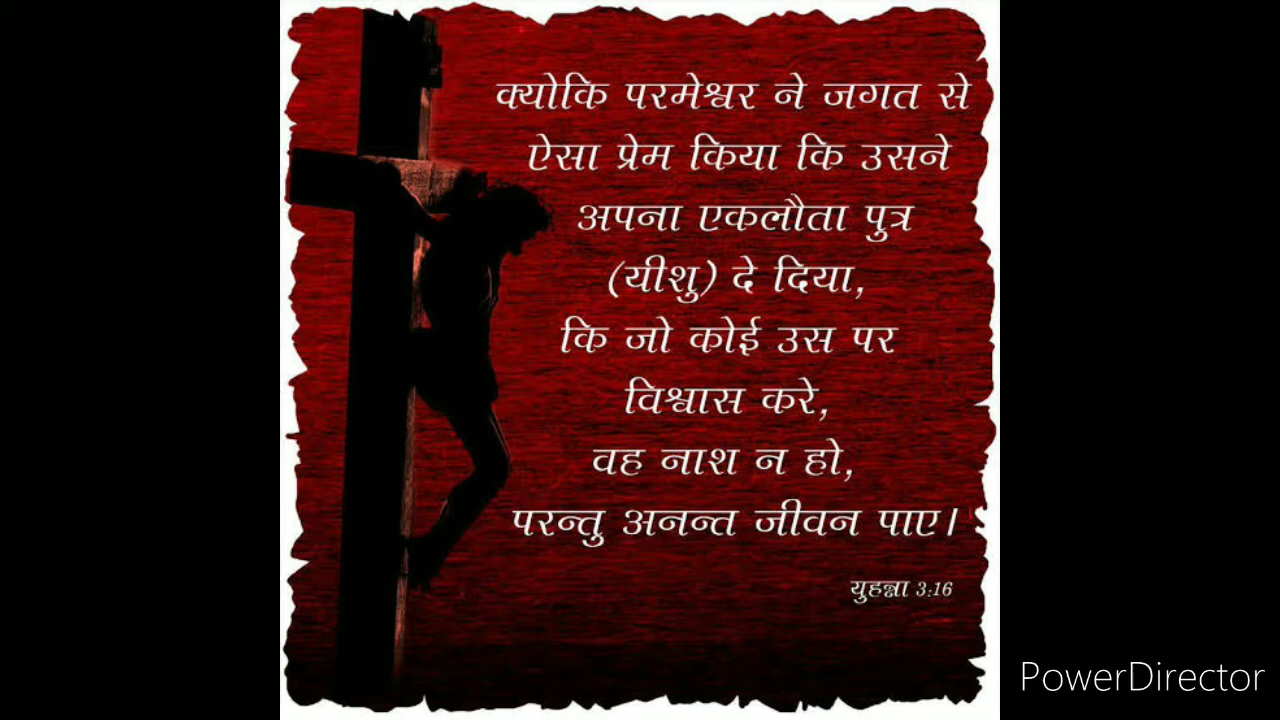 क्योकि परमेश्वर ने जगत से
ऐसा प्रेम किया कि उसने
अपना एकलौता पुत्र
(यीशु) दे दिया,
कि जो कोई उस पर
विश्वास करे,
वह नाश न हो,
परन्तु अनन्त जीवन पाए।
युहन्ना 3:16
PowerDirector